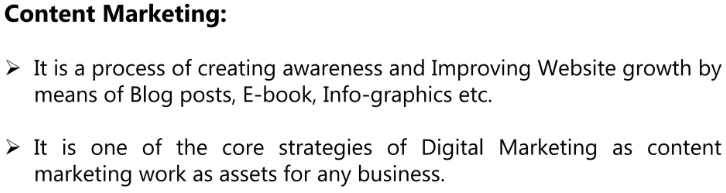 Content Marketing:
➢ It is a process of creating awareness and Improving Website growth by
means of Blog posts, E-book, Info-graphics etc.
➢ It is one of the core strategies of Digital Marketing as content
marketing work as assets for any business.